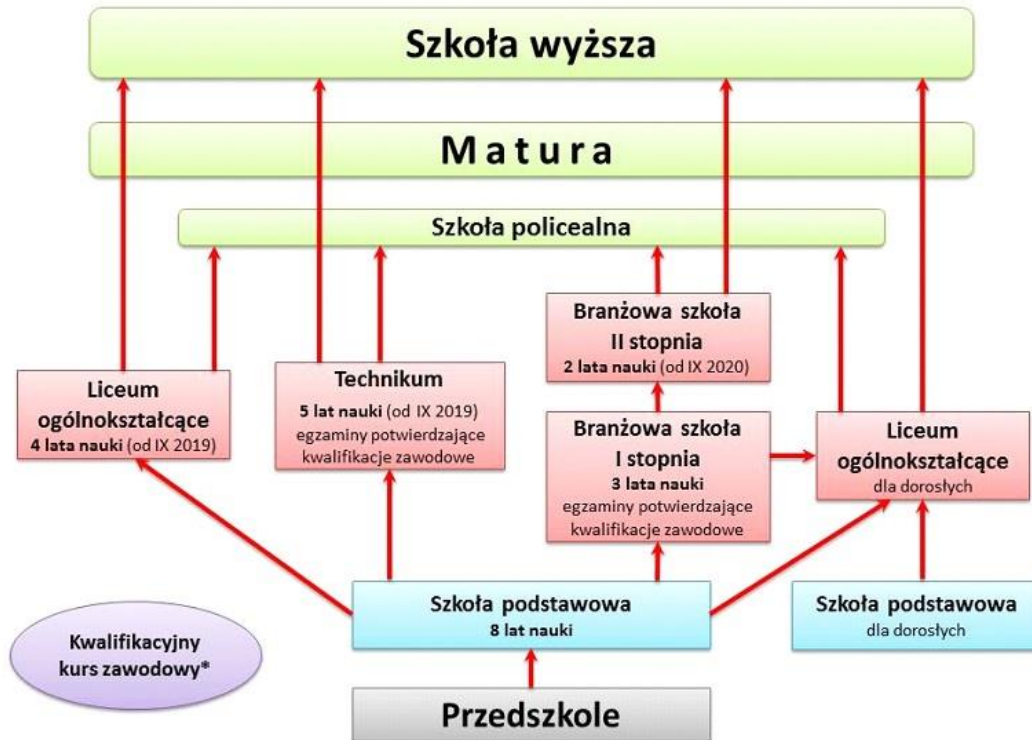 Szkoła wyższa
Matura
Szkoła policealna
Branżowa szkoła
II stopnia
2 lata nauki (od IX 2020)
Liceum
ogólnokształcące
4 lata nauki (od IX 2019)
Technikum
5 lat nauki (od IX 2019)
egzaminy potwierdzające
kwalifikacje zawodowe
Branżowa szkoła
I stopnia
3 lata nauki
egzaminy potwierdzające
kwalifikacje zawodowe
Liceum
ogólnokształcące
dla dorosłych
Szkoła podstawowa
8 lat nauki
Szkoła podstawowa
dla dorosłych
Kwalifikacyjny
kurs zawodowy*
Przedszkole